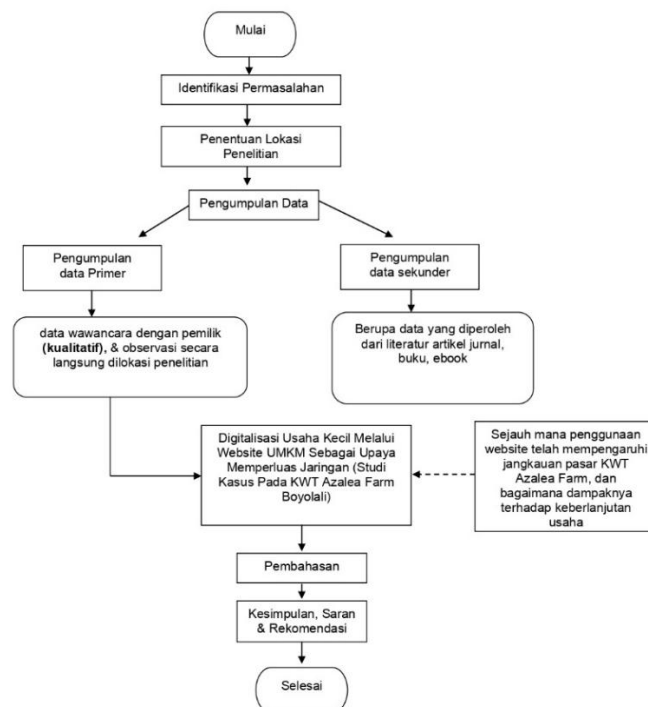 Mulai
Identifikasi Permasalahan
Penentuan Lokasi
Penelitian
Pengumpulan Data
Pengumpulan
data Primer
Pengumpulan
data sekunder
data wawancara dengan pemilik
(kualitatif), & observasi secara
langsung dilokasi penelitian
Berupa data yang diperoleh
dari literatur artikel jurnal,
buku, ebook
Digitalisasi Usaha Kecil Melalui
Website UMKM Sebagai Upaya
Memperluas Jaringan (Studi
Kasus Pada KWT Azalea Farm
Boyolali)
Sejauh mana penggunaan
website telah mempengaruhi
jangkauan pasar KWT
Azalea Farm, dan
bagaimana dampaknya
terhadap keberlanjutan
usaha
Pembahasan
Kesimpulan, Saran
& Rekomendasi
Selesai